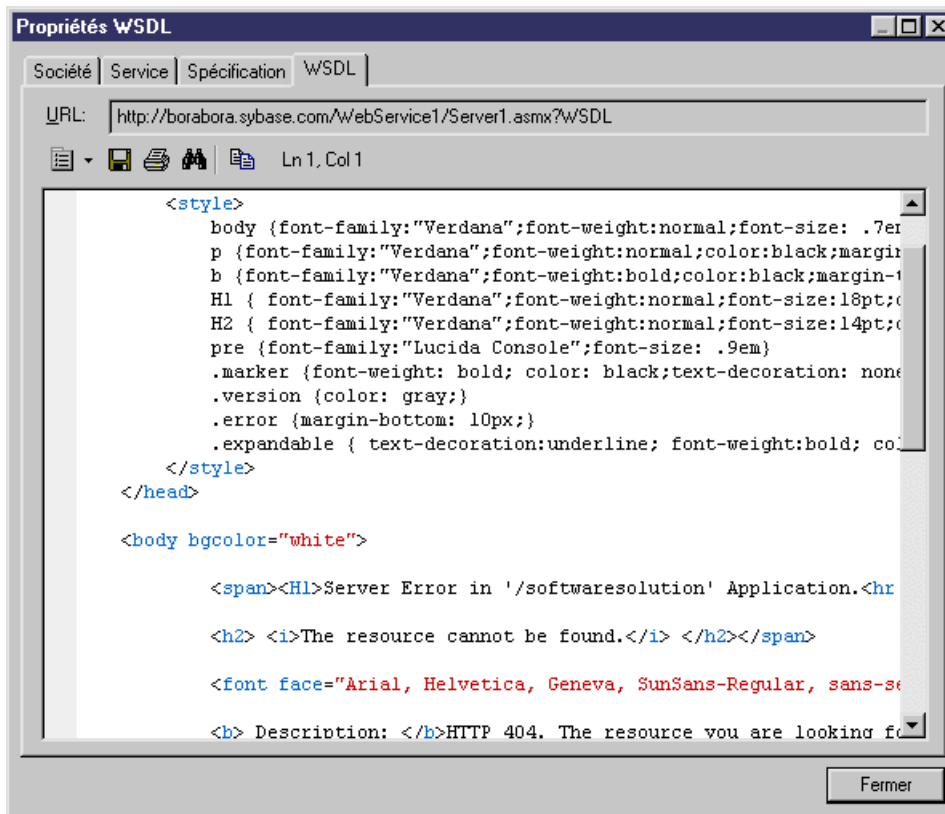 Propriétés WSDL
Société Service Spécification WSDL
URL: http://borabora.sybase.com/WebService1/Server1.asmx?WSDL
Ln 1, Col 1
<style>
body {font-family:"Verdana";font-weight:normal;font-size: .7em
p {font-family:"Verdana";font-weight:normal;color:black;margin
b {font-family:"Verdana";font-weight:bold;color:black;margin-t
H1 { font-family:"Verdana";font-weight:normal;font-size:18pt;c
H2 { font-family:"Verdana";font-weight:normal;font-size:14pt;c
pre {font-family:"Lucida Console";font-size: .9em}
.marker {font-weight: bold; color: black;text-decoration: none
.version {color: gray;}
.error {margin-bottom: 10px;}
.expandable { text-decoration:underline; font-weight:bold; col
</style>
</head>
<body bgcolor="white">
<span><H1>Server Error in '/softwaresolution' Application.<hr
<h2> <i>The resource cannot be found.</i> </h2></span>
<font face="Arial, Helvetica, Geneva, SunSans-Regular, sans-se
<b> Description: </b>HTTP 404. The resource you are looking fo
Fermer